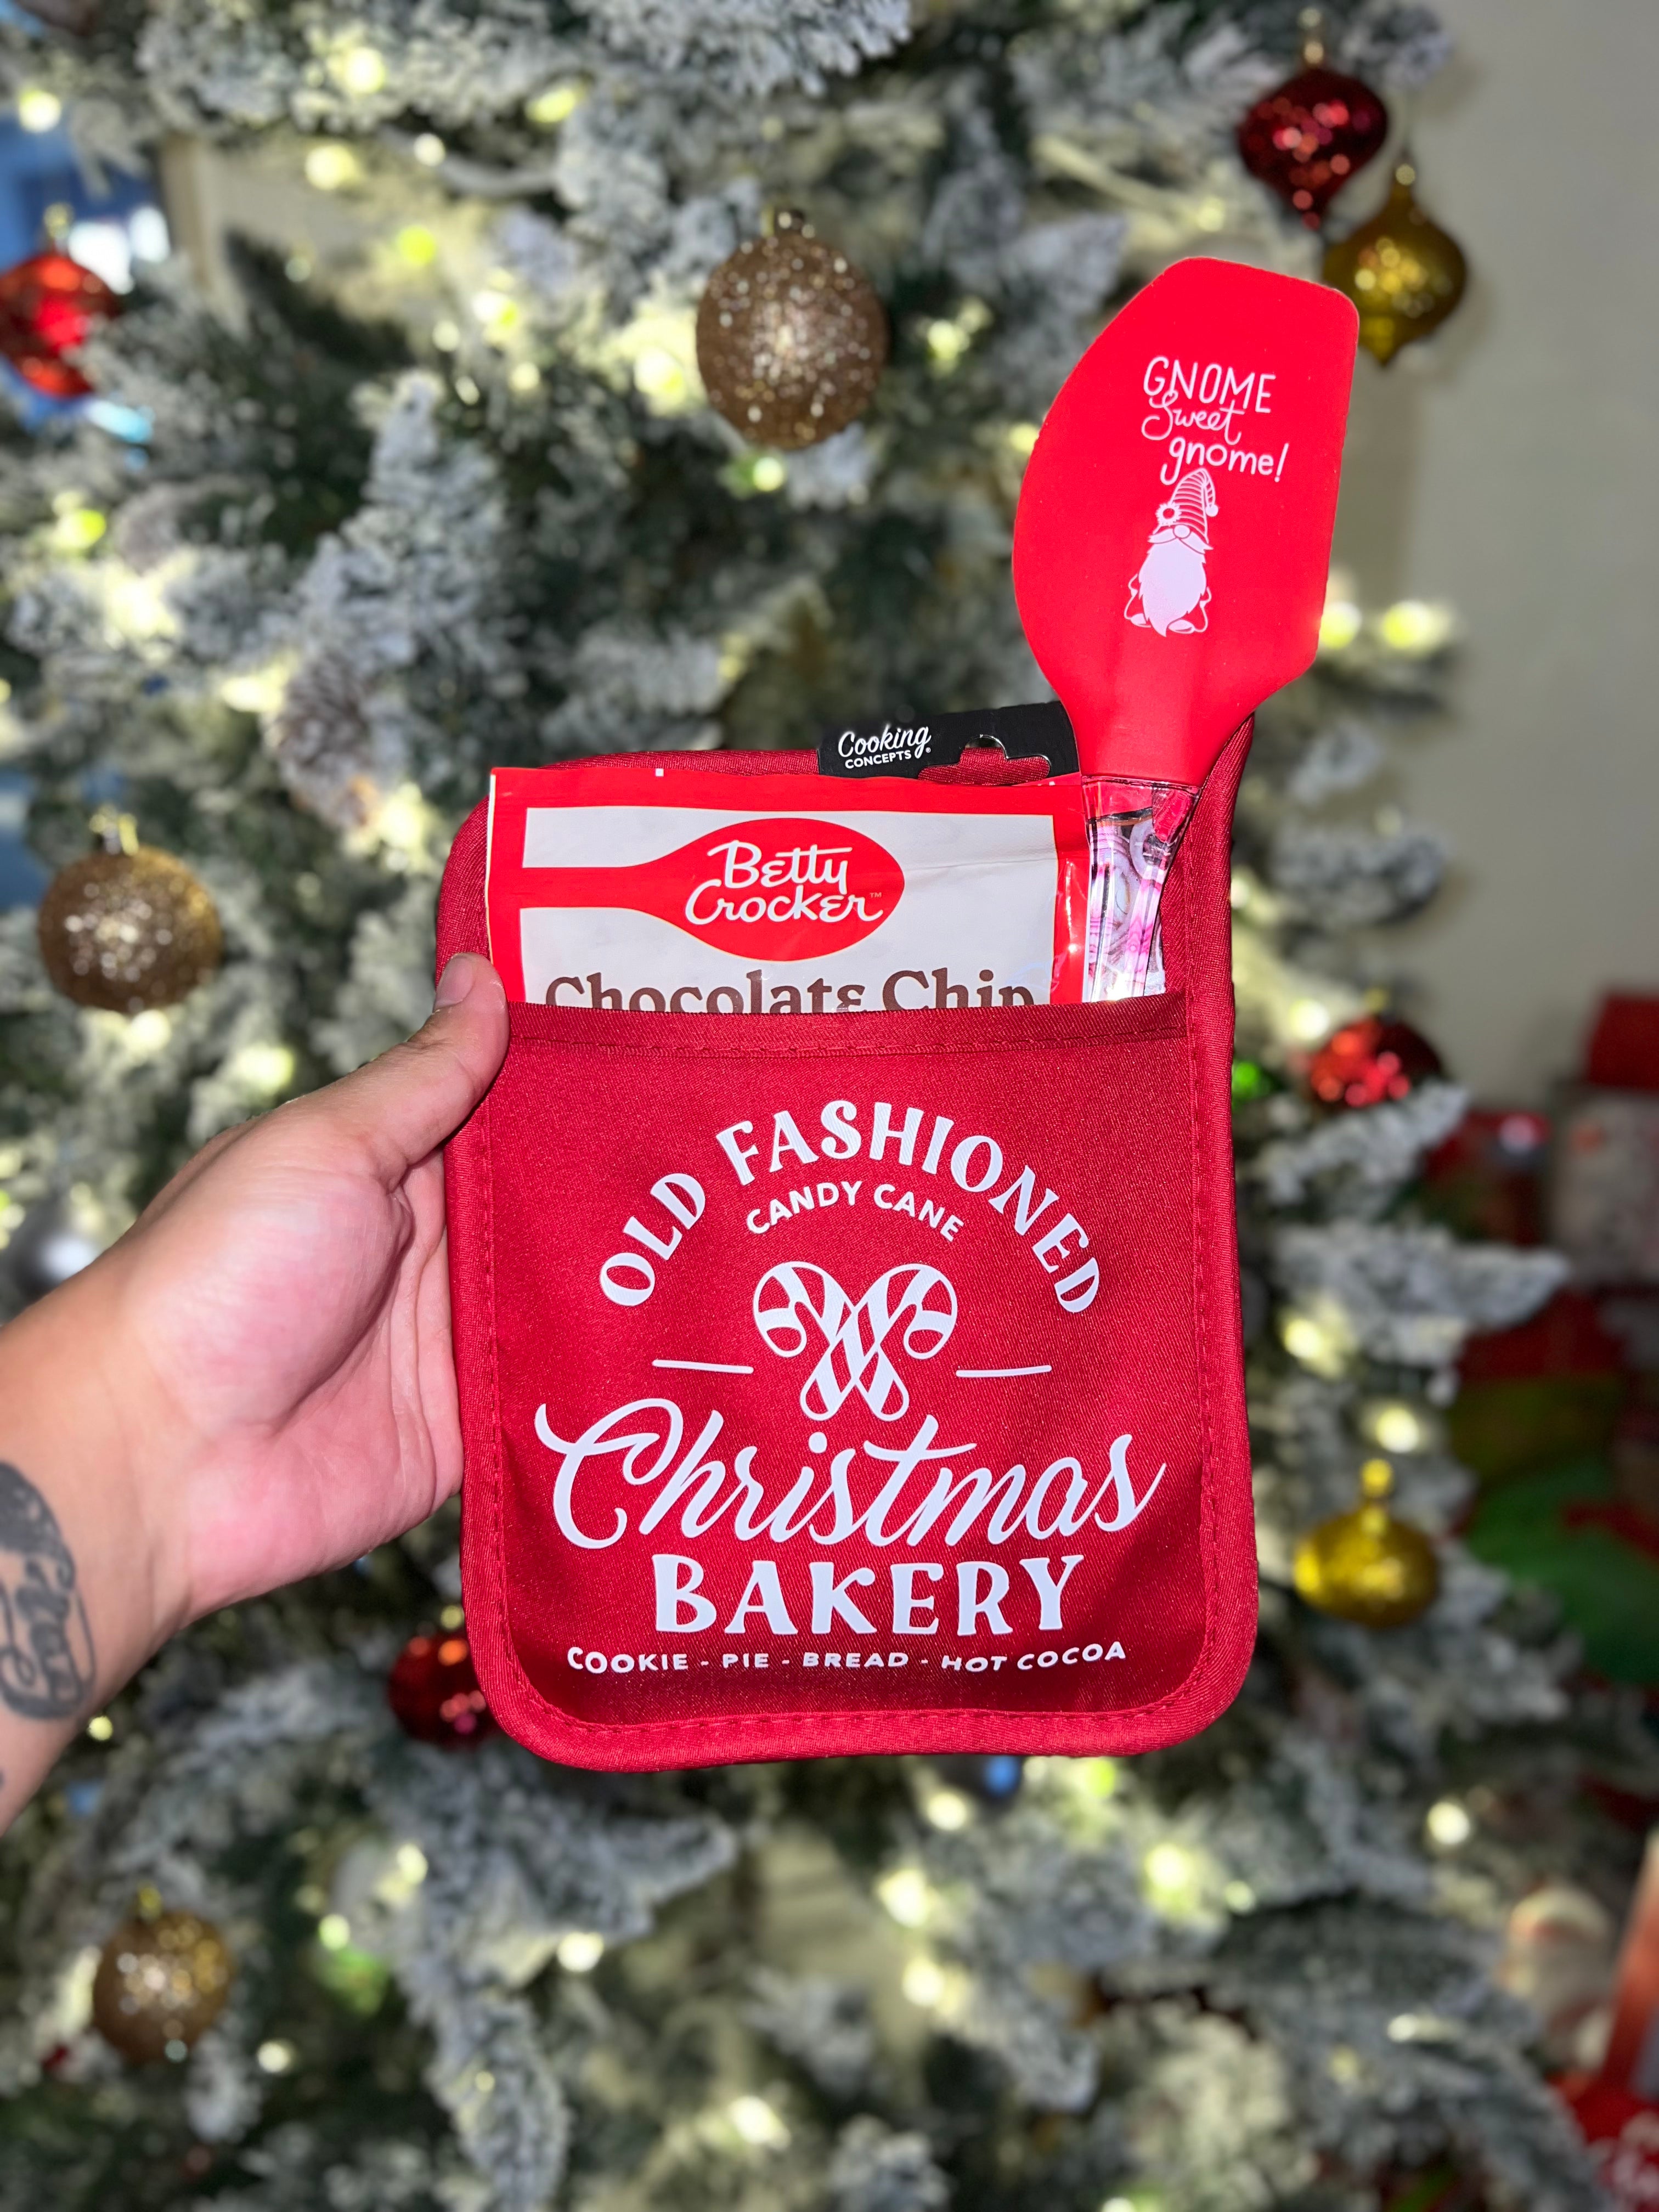 GNOME
Sweet
gnome!
Cooking
CONCEPTS®
Betty
Crocker™
Chocolate Chip
OLD FASHIONED
CANDY CANE
Christmas
BAKERY
COOKIE - PIE - BREAD - HOT COCOA